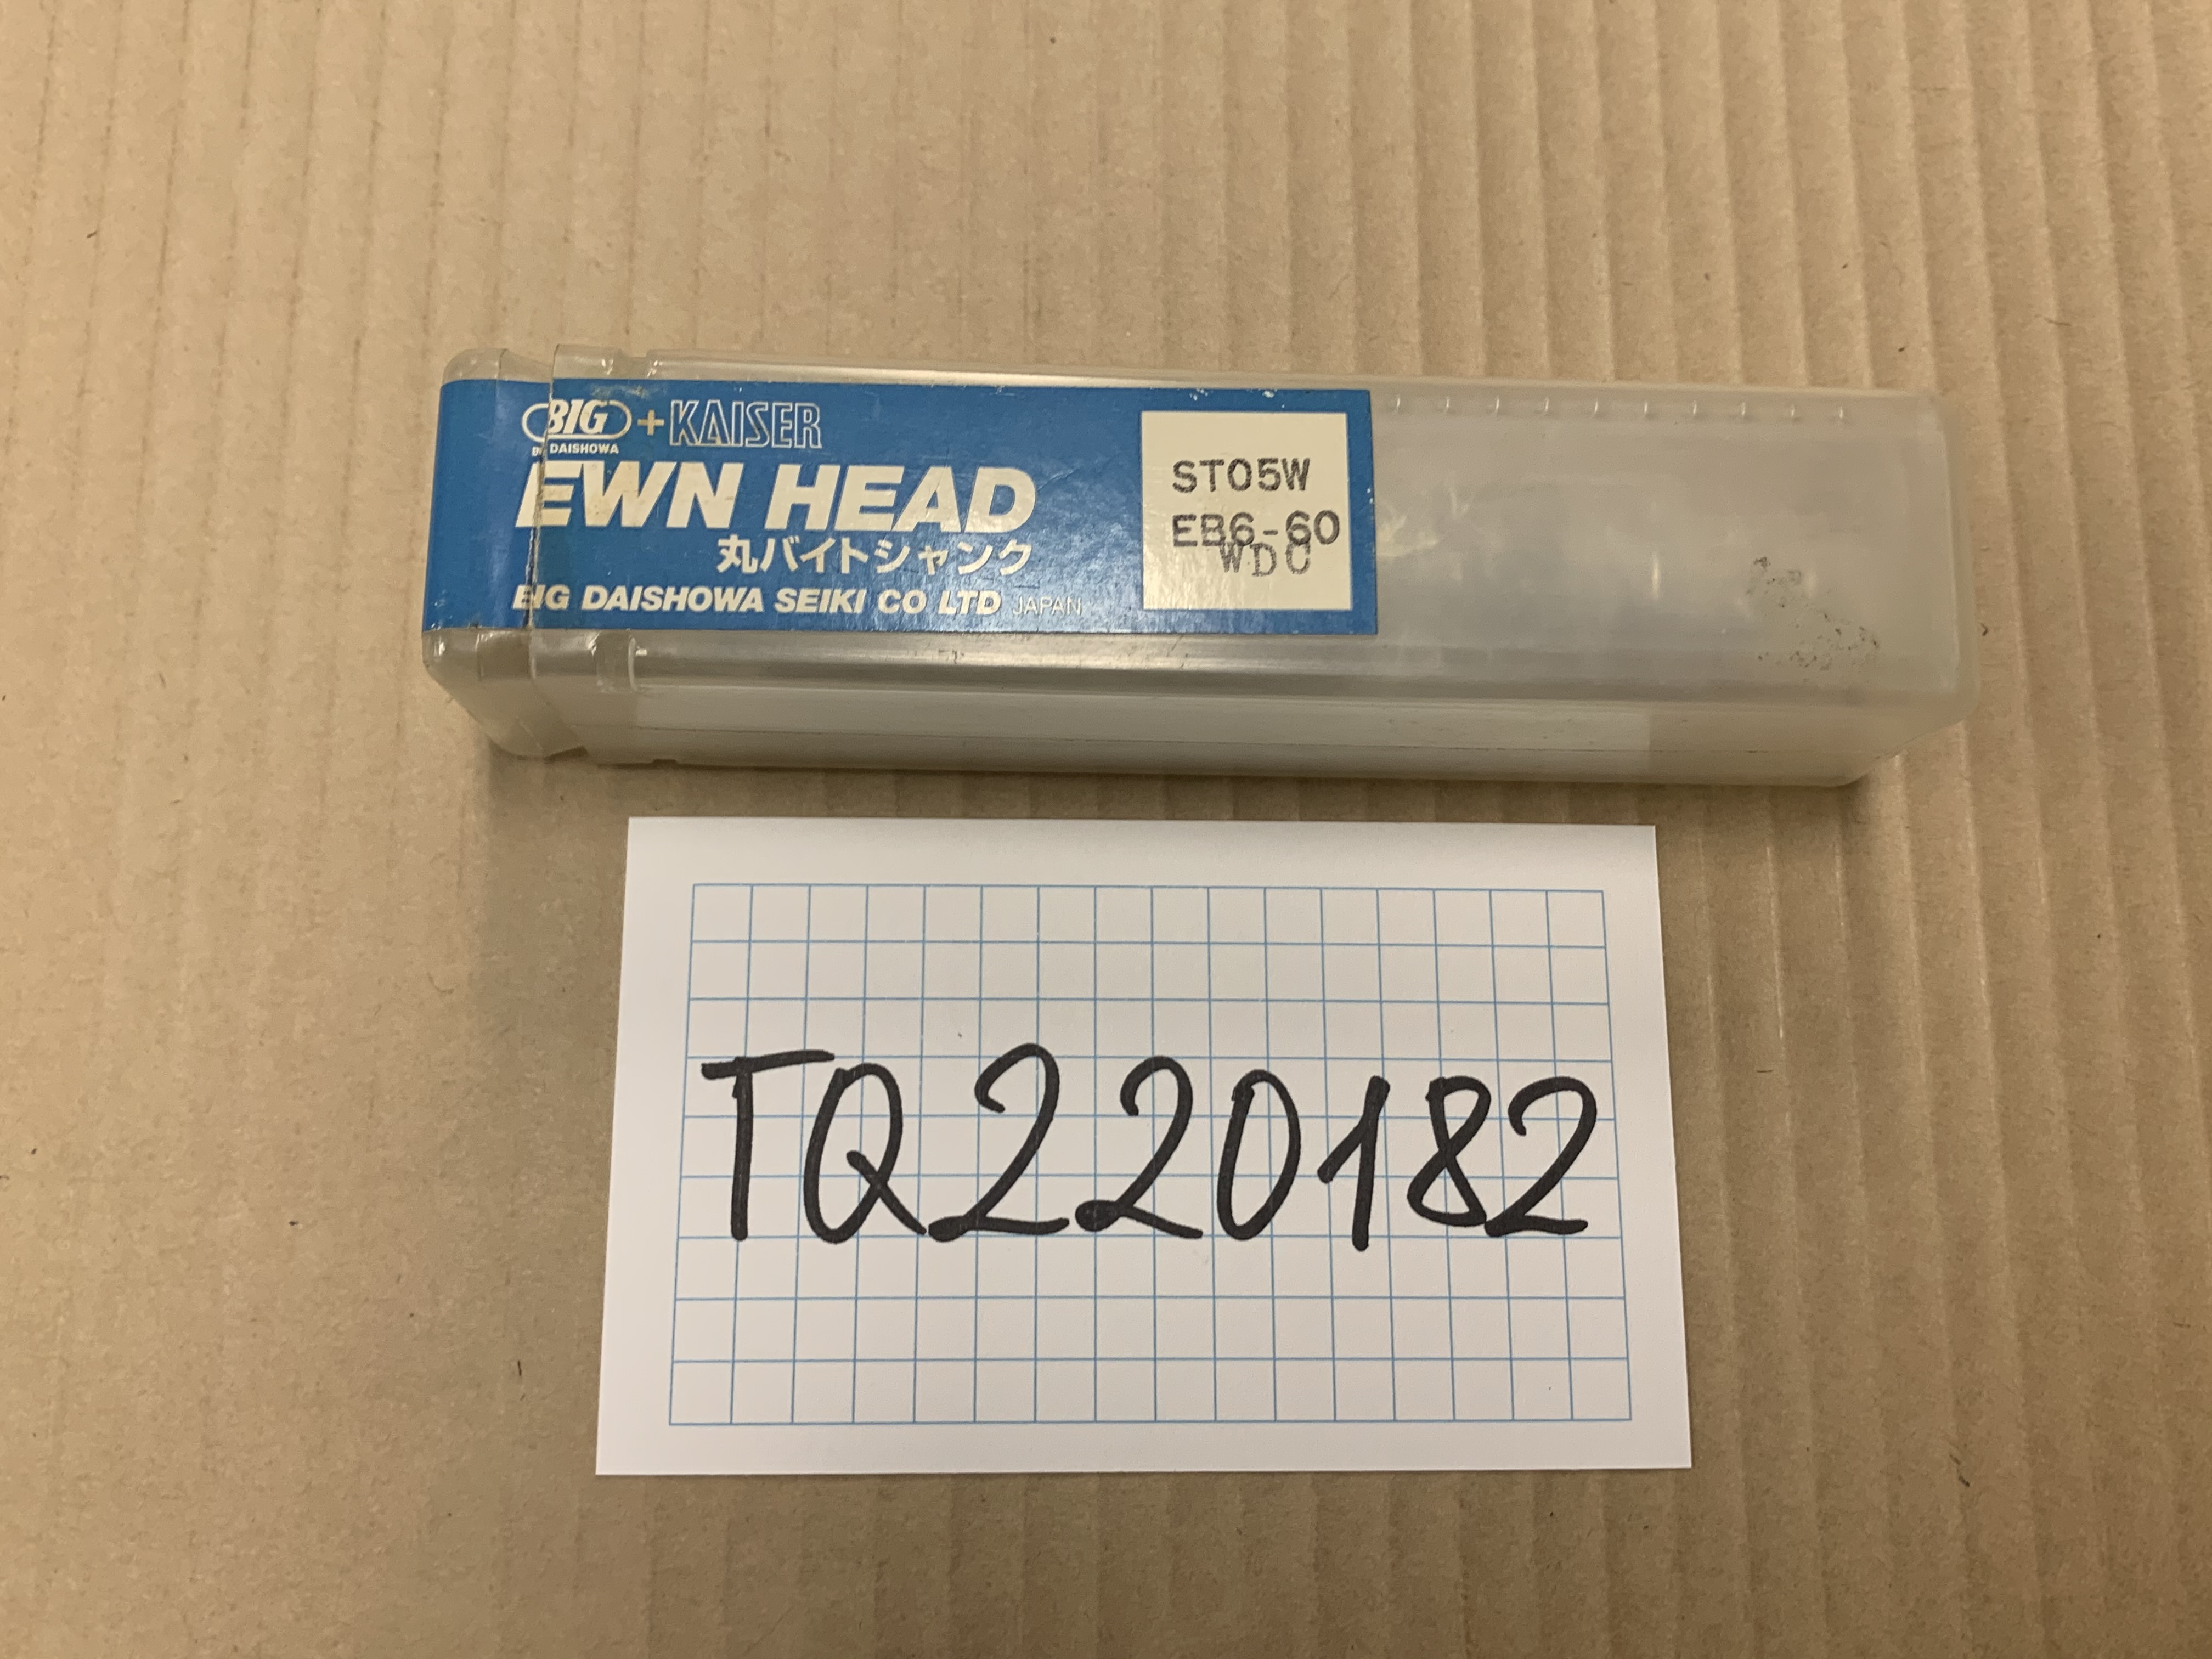 BIG+KAISER
BIG DAISHOWA
EWN HEAD
丸バイトシャンク
BIG DAISHOWA SEIKI CO LTD JAPAN
ST05W
EB6-60
WDC
TQ220182